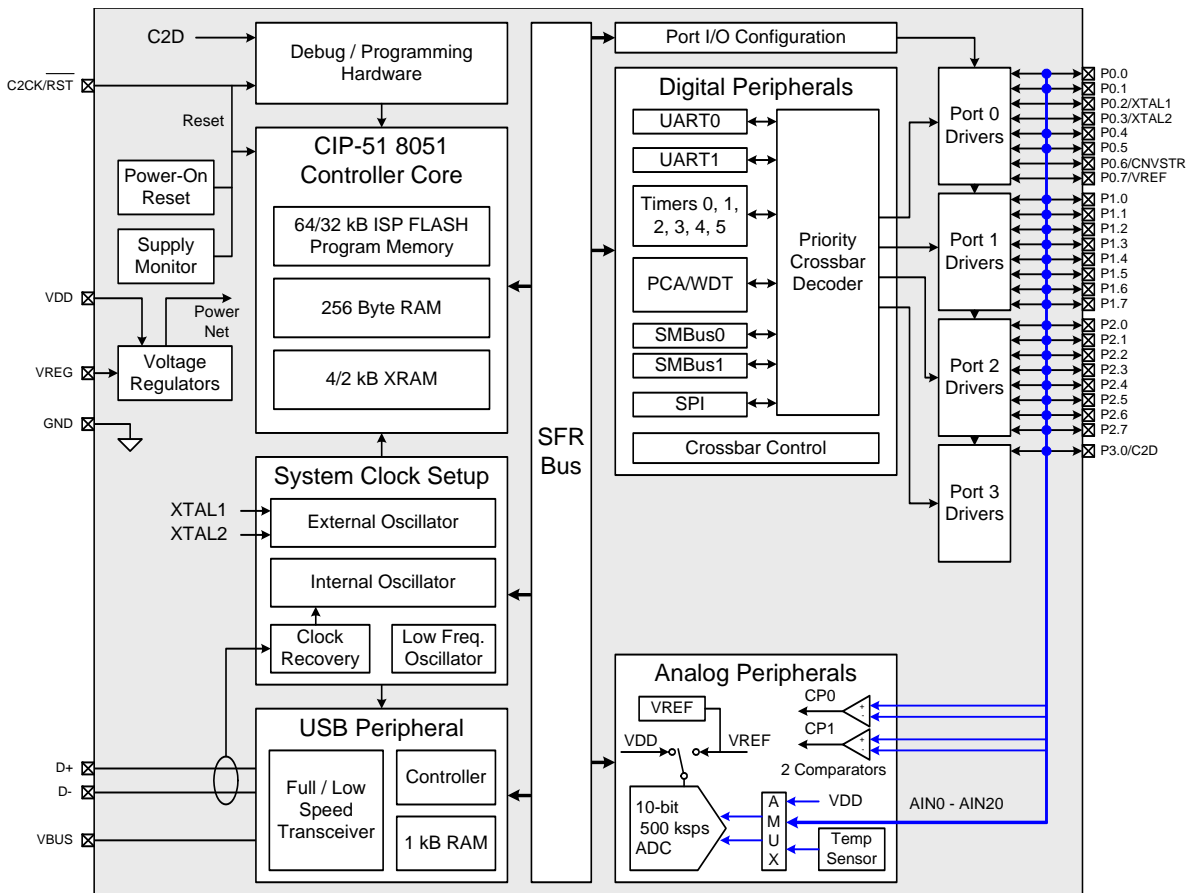 C2D
Debug / Programming
Hardware
C2CK/RST
Reset
Power-On
Reset
Supply
Monitor
VDD
Power
Net
Voltage
Regulators
VREG
GND
CIP-51 8051
Controller Core
64/32 kB ISP FLASH
Program Memory
256 Byte RAM
4/2 kB XRAM
System Clock Setup
XTAL1
XTAL2
External Oscillator
Internal Oscillator
Clock
Recovery
Low Freq.
Oscillator
USB Peripheral
D+
D-
VBUS
Full / Low
Speed
Transceiver
Controller
1 kB RAM
SFR
Bus
Port I/O Configuration
Digital Peripherals
UART0
UART1
Timers 0, 1,
2, 3, 4, 5
PCA/WDT
SMBus0
SMBus1
SPI
Priority
Crossbar
Decoder
Crossbar Control
Port 0
Drivers
Port 1
Drivers
Port 2
Drivers
Port 3
Drivers
P0.0
P0.1
P0.2/XTAL1
P0.3/XTAL2
P0.4
P0.5
P0.6/CNVSTR
P0.7/VREF
P1.0
P1.1
P1.2
P1.3
P1.4
P1.5
P1.6
P1.7
P2.0
P2.1
P2.2
P2.3
P2.4
P2.5
P2.6
P2.7
P3.0/C2D
Analog Peripherals
VREF
VDD
VREF
CP0
+
-
CP1
+
-
2 Comparators
10-bit
500 ksps
ADC
A
M
U
X
VDD
AIN0 - AIN20
Temp
Sensor